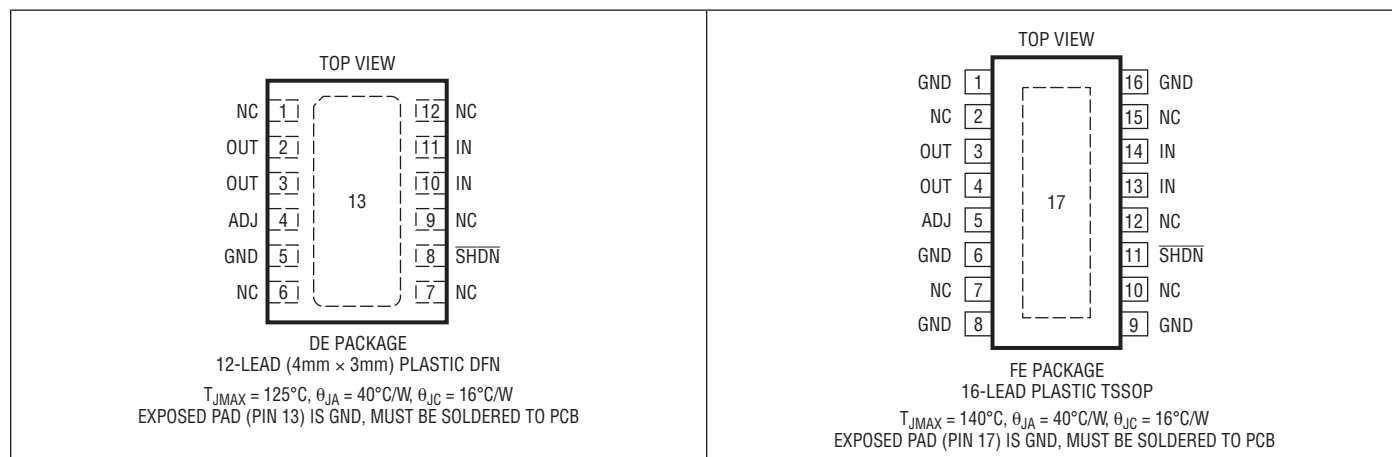 TOP VIEW
NC 1 12 NC
OUT 2 11 IN
OUT 3 10 IN
13
ADJ 4 9 NC
GND 5 8 SHDN
NC 6 7 NC
DE PACKAGE
12-LEAD (4mm × 3mm) PLASTIC DFN
TJMAX = 125°C, θJA = 40°C/W, θJC = 16°C/W
EXPOSED PAD (PIN 13) IS GND, MUST BE SOLDERED TO PCB
TOP VIEW
GND 1 16 GND
NC 2 15 NC
OUT 3 14 IN
OUT 4 13 IN
17
ADJ 5 12 NC
GND 6 11 SHDN
NC 7 10 NC
GND 8 9 GND
FE PACKAGE
16-LEAD PLASTIC TSSOP
TJMAX = 140°C, θJA = 40°C/W, θJC = 16°C/W
EXPOSED PAD (PIN 17) IS GND, MUST BE SOLDERED TO PCB